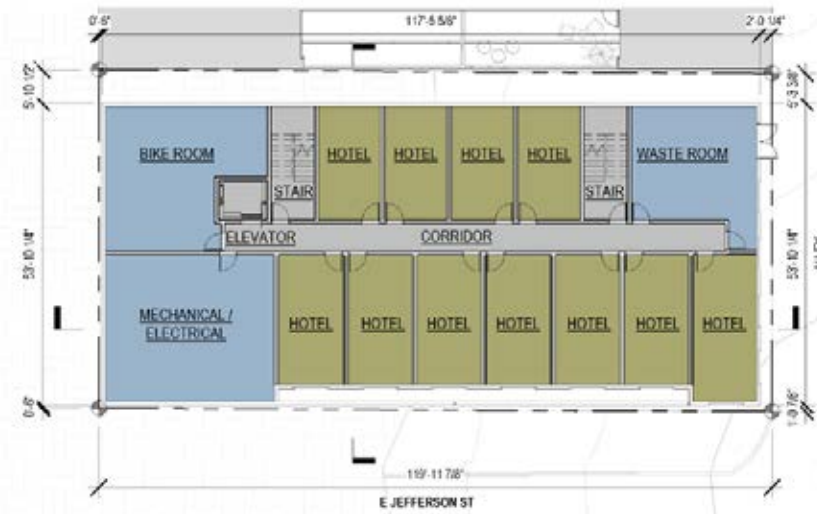 0'-6"
117'-5 5/8"
2'-0 1/4"
5'-10 1/2"
6'-3 3/8"
BIKE ROOM
HOTEL
HOTEL
HOTEL
HOTEL
WASTE ROOM
STAIR
STAIR
ELEVATOR
CORRIDOR
53'-10 1/4"
53'-10 1/4"
MECHANICAL /
ELECTRICAL
HOTEL
HOTEL
HOTEL
HOTEL
HOTEL
HOTEL
HOTEL
0'-6"
1'-0 7/8"
119'-11 7/8"
E JEFFERSON ST